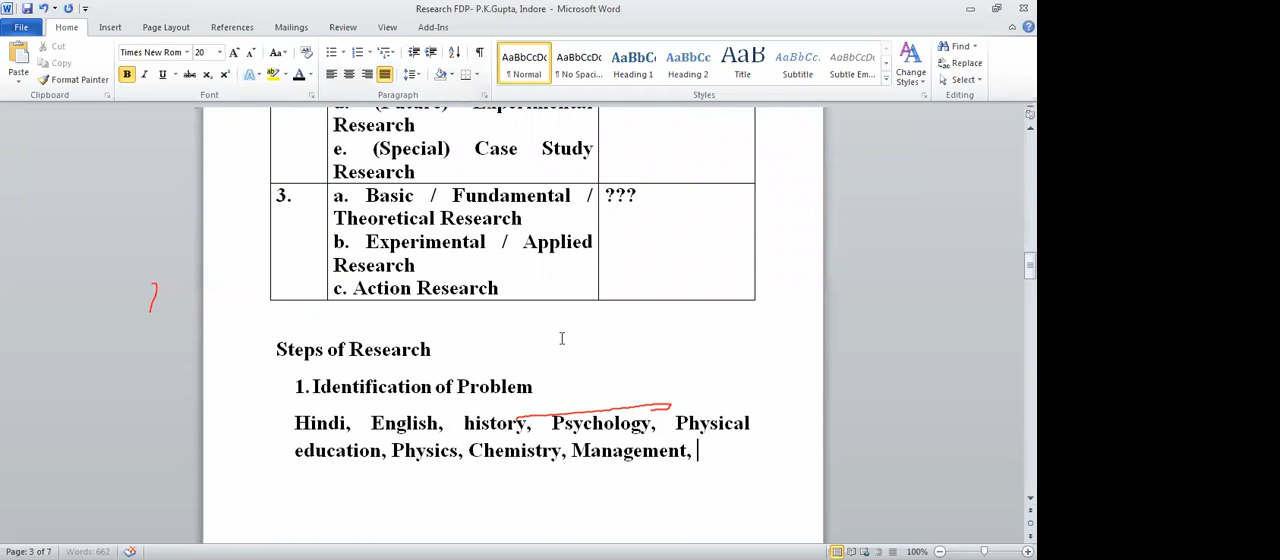 Research FDP- P.K.Gupta, Indore - Microsoft Word
File Home Insert Page Layout References Mailings Review View Add-Ins
Cut
Copy
Format Painter
Paste
Clipboard
Times New Rom 20
B I U abc
Font
Paragraph
AaBbCcDc AaBbCcDc AaBbC AaBbCc AaB AaBbCc. AaBbCcDc
¶ Normal ¶ No Spaci... Heading 1 Heading 2 Title Subtitle Subtle Em...
Change
Styles
Styles
Find
Replace
Select
Editing
Research
e. (Special) Case Study
Research
3. a. Basic / Fundamental / ???
Theoretical Research
b. Experimental / Applied
Research
c. Action Research
Steps of Research
1. Identification of Problem
Hindi, English, history, Psychology, Physical
education, Physics, Chemistry, Management,
Page: 3 of 7 Words: 662 100%